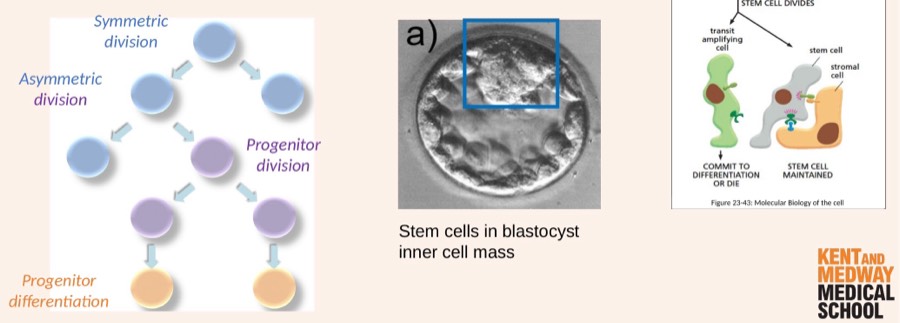 Symmetric
division
Asymmetric
division
Progenitor
division
Progenitor
differentiation
a)
Stem cells in blastocyst
inner cell mass
STEM CELL DIVIDES
transit
amplifying
cell
stem cell
stromal
cell
COMMIT TO
DIFFERENTIATION
OR DIE
STEM CELL
MAINTAINED
Figure 23-43: Molecular Biology of the cell
KENT AND
MEDWAY
MEDICAL
SCHOOL